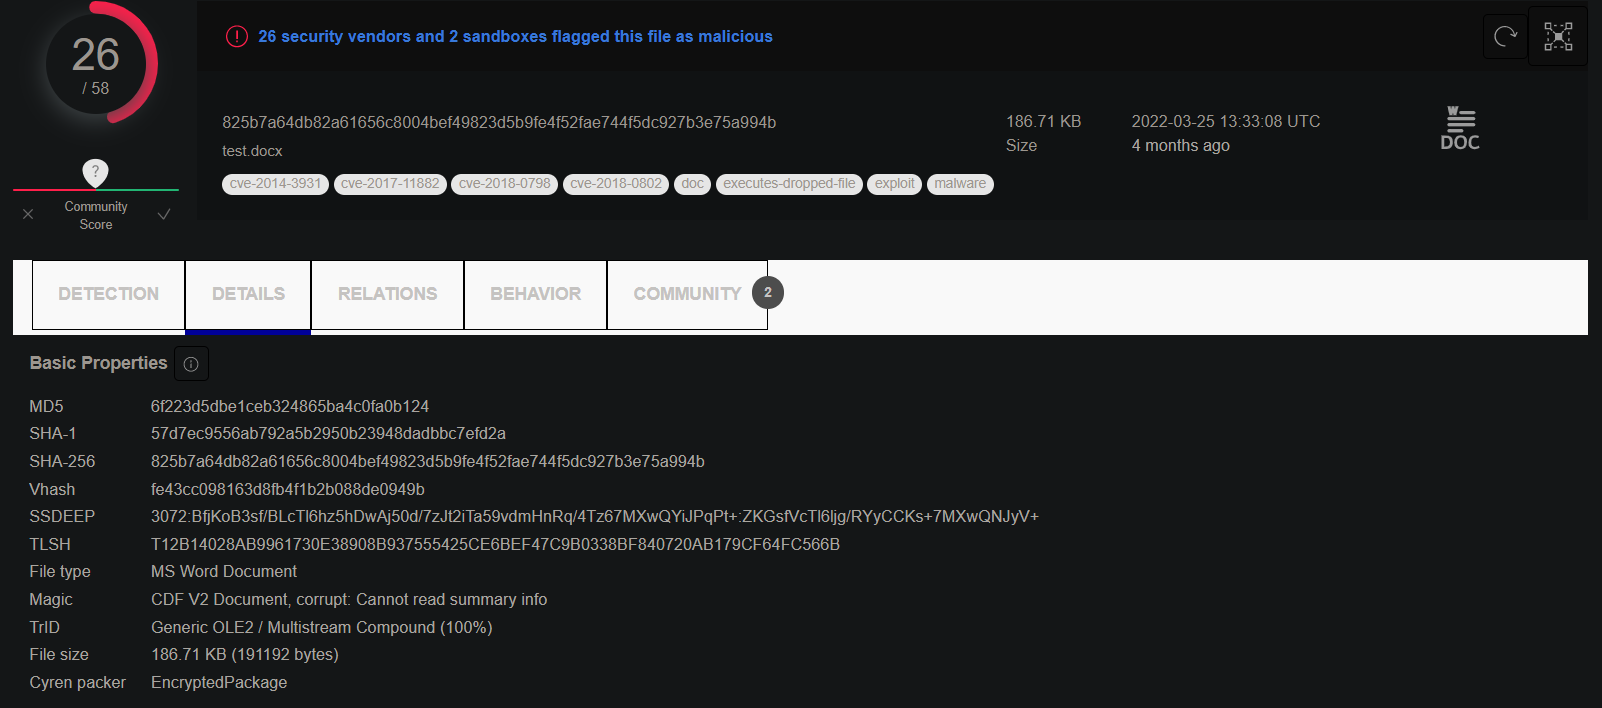 26
/ 58
?
Community
Score
26 security vendors and 2 sandboxes flagged this file as malicious
825b7a64db82a61656c8004bef49823d5b9fe4f52fae744f5dc927b3e75a994b
test.docx
cve-2014-3931 cve-2017-11882 cve-2018-0798 cve-2018-0802 doc executes-dropped-file exploit malware
186.71 KB
Size
2022-03-25 13:33:08 UTC
4 months ago
W
DOC
DETECTION DETAILS RELATIONS BEHAVIOR COMMUNITY 2
Basic Properties
MD5 6f223d5dbe1ceb324865ba4c0fa0b124
SHA-1 57d7ec9556ab792a5b2950b23948dadbbc7efd2a
SHA-256 825b7a64db82a61656c8004bef49823d5b9fe4f52fae744f5dc927b3e75a994b
Vhash fe43cc098163d8fb4f1b2b088de0949b
SSDEEP 3072:BfjKoB3sf/BLcTl6hz5hDwAj50d/7zJt2iTa59vdmHnRq/4Tz67MXwQYiJPqPt+:ZKGsfVcTl6ljg/RYyCCKs+7MXwQNJyV+
TLSH T12B14028AB9961730E38908B937555425CE6BEF47C9B0338BF840720AB179CF64FC566B
File type MS Word Document
Magic CDF V2 Document, corrupt: Cannot read summary info
TrID Generic OLE2 / Multistream Compound (100%)
File size 186.71 KB (191192 bytes)
Cyren packer EncryptedPackage